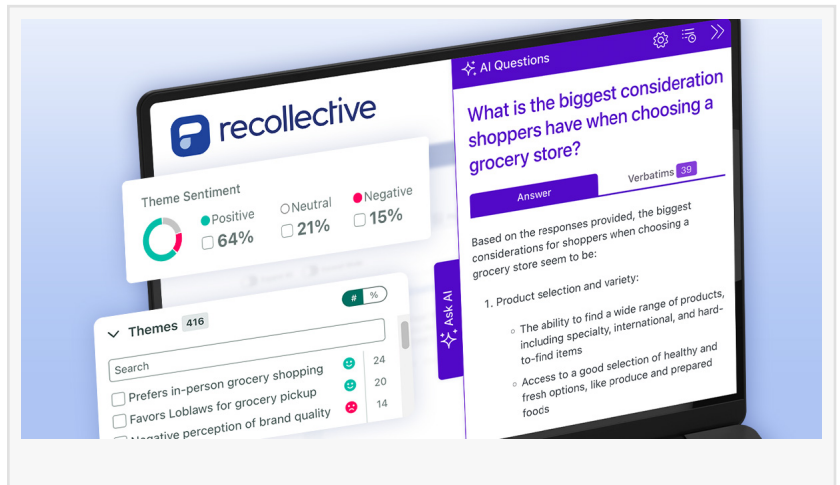 recollective
Theme Sentiment
Positive
64%
Neutral
21%
Negative
15%
Themes 416
# %
Search
Prefers in-person grocery shopping 24
Favors Loblaws for grocery pickup 20
Negative perception of brand quality 14
Ask AI
AI Questions
What is the biggest consideration
shoppers have when choosing a
grocery store?
Answer
Verbatims 39
Based on the responses provided, the biggest
considerations for shoppers when choosing a
grocery store seem to be:
1. Product selection and variety:
The ability to find a wide range of products,
including specialty, international, and hard-
to-find items
Access to a good selection of healthy and
fresh options, like produce and prepared
foods